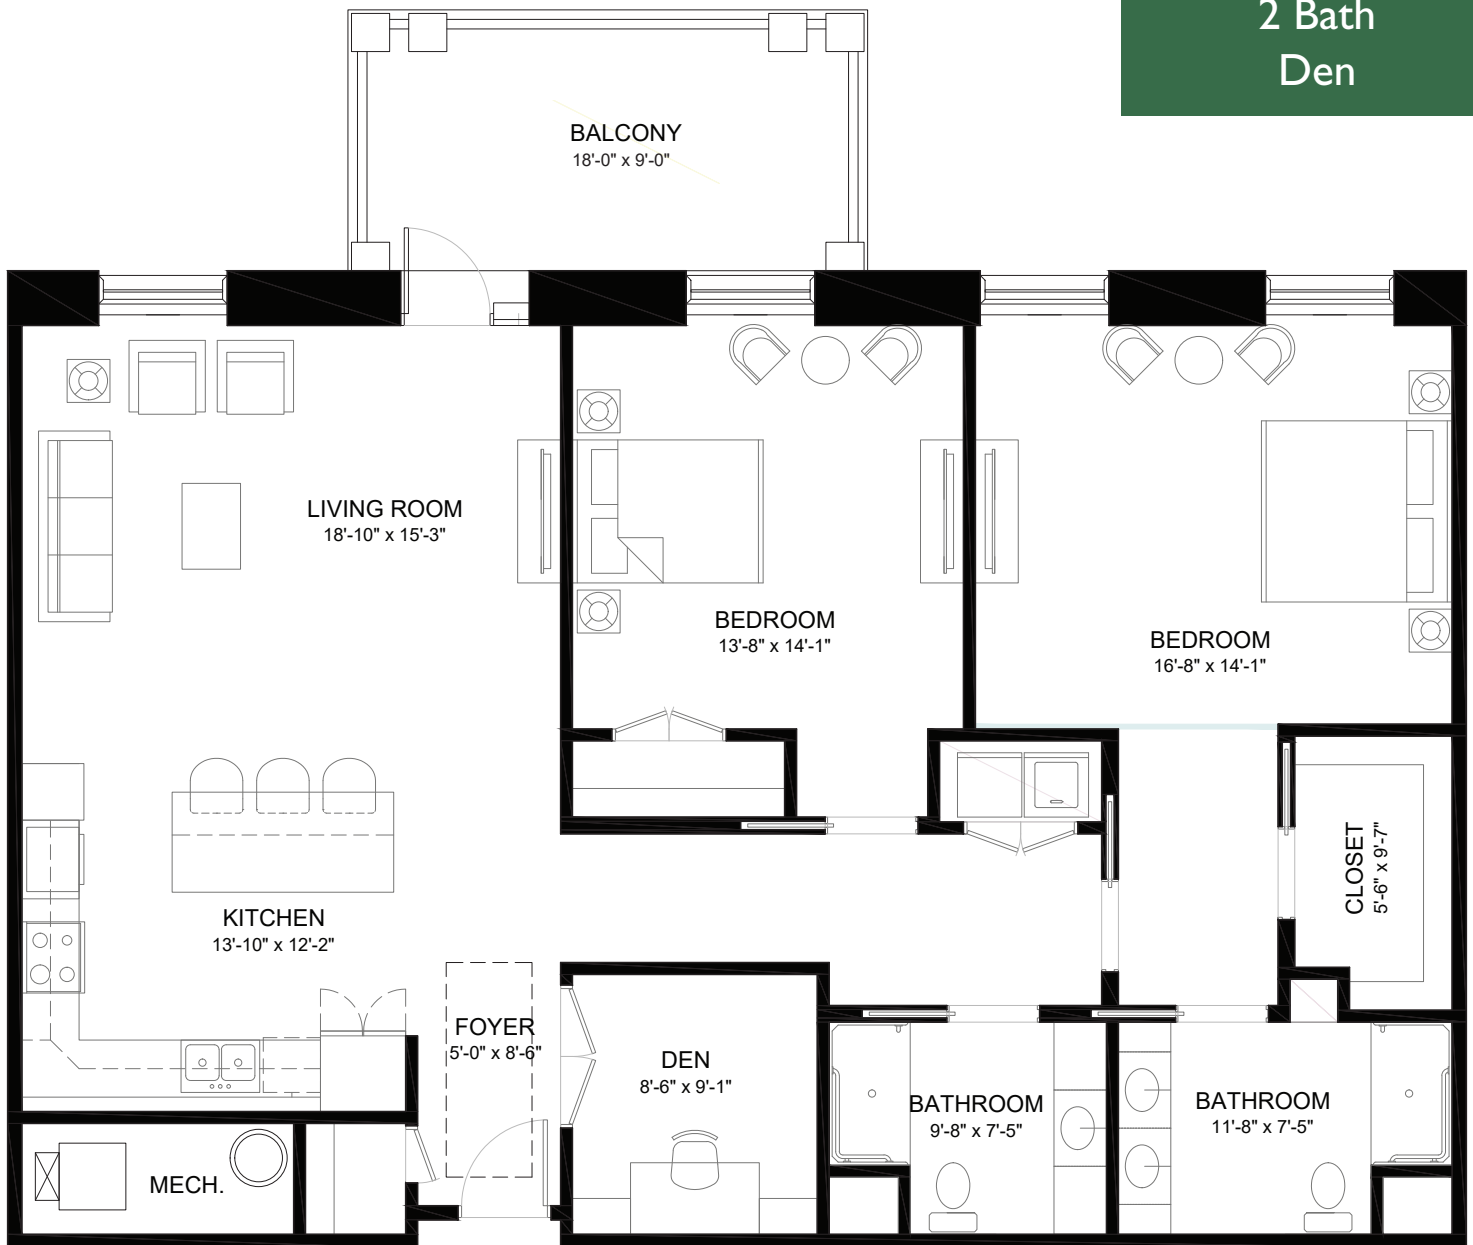 2 Bath
Den
BALCONY
18'-0" x 9'-0"
LIVING ROOM
18'-10" x 15'-3"
BEDROOM
13'-8" x 14'-1"
BEDROOM
16'-8" x 14'-1"
KITCHEN
13'-10" x 12'-2"
CLOSET
5'-6" x 9'-7"
FOYER
5'-0" x 8'-6"
DEN
8'-6" x 9'-1"
BATHROOM
9'-8" x 7'-5"
BATHROOM
11'-8" x 7'-5"
MECH.